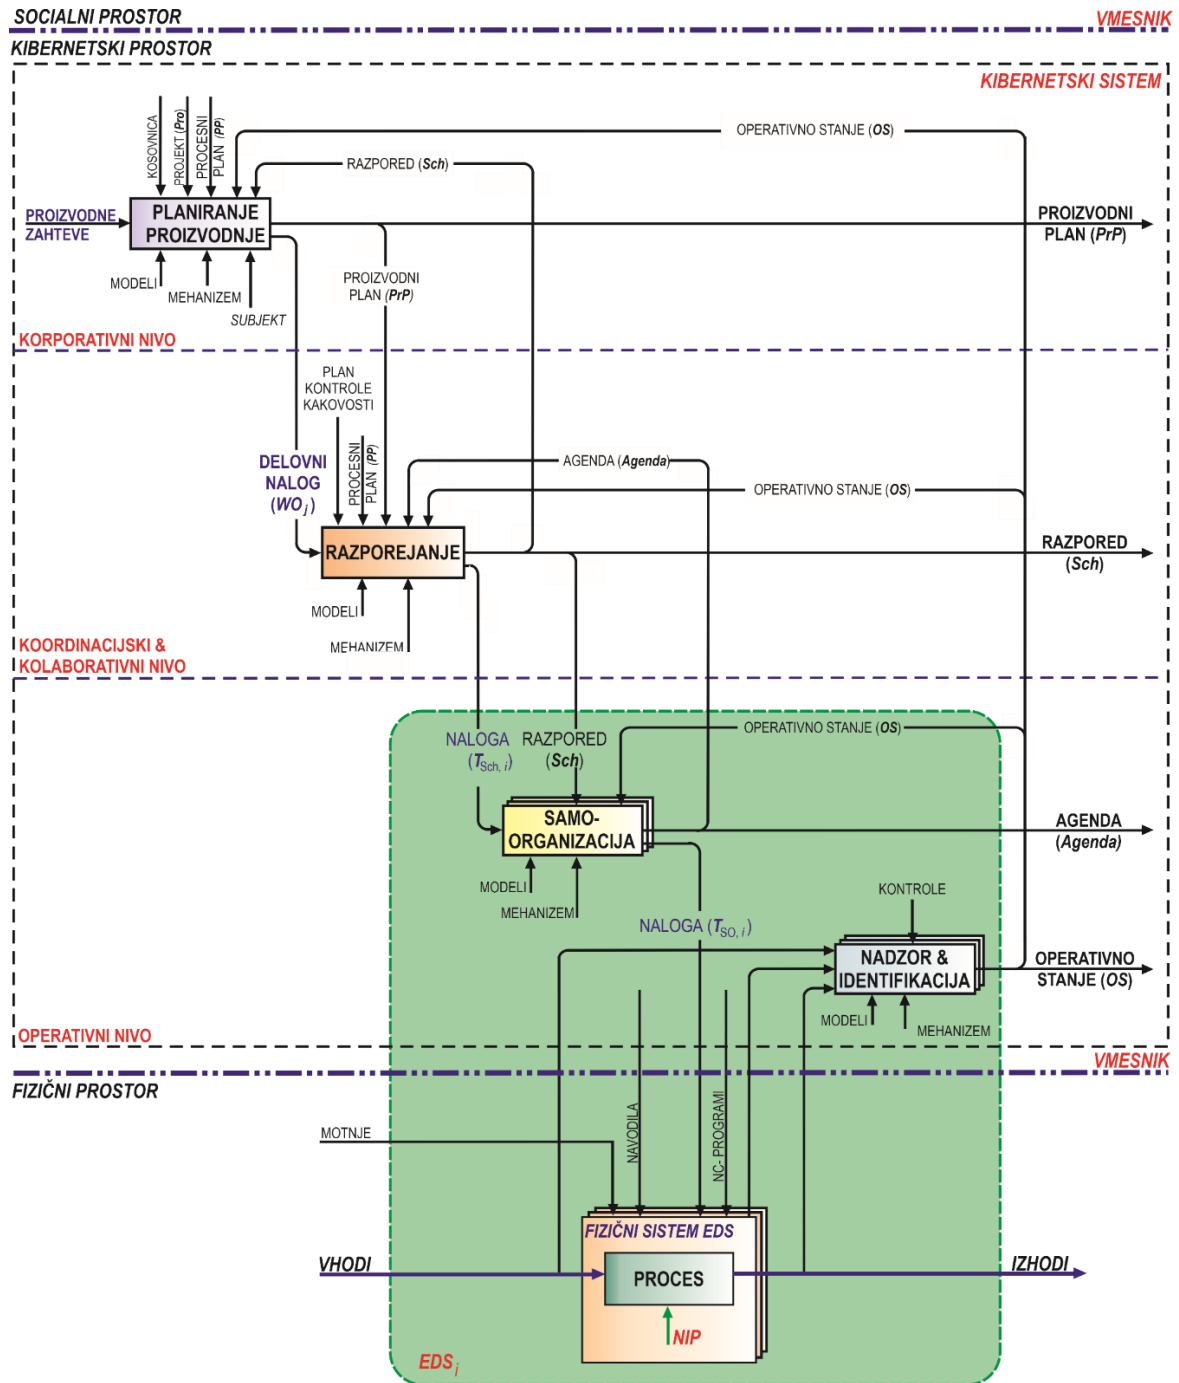 SOCIALNI PROSTOR
VMESNIK
KIBERNETSKI PROSTOR
KIBERNETSKI SISTEM
KOSOVNICA
PROJEKT (Pro)
PROCESNI
PLAN (PP)
OPERATIVNO STANJE (OS)
RAZPORED (Sch)
PROIZVODNE
ZAHTEVE
PLANIRANJE
PROIZVODNJE
PROIZVODNI
PLAN (PrP)
MODELI
MEHANIZEM
SUBJEKT
PROIZVODNI
PLAN (PrP)
KORPORATIVNI NIVO
PLAN
KONTROLE
KAKOVOSTI
PROCESNI
PLAN (PP)
DELOVNI
NALOG
(WOj)
AGENDA (Agenda)
OPERATIVNO STANJE (OS)
RAZPOREJANJE
RAZPORED
(Sch)
MODELI
MEHANIZEM
KOORDINACIJSKI &
KOLABORATIVNI NIVO
NALOGA
(TSch, i)
RAZPORED
(Sch)
OPERATIVNO STANJE (OS)
SAMO-
ORGANIZACIJA
AGENDA
(Agenda)
MODELI
MEHANIZEM
KONTROLE
NALOGA (TSO, i)
NADZOR &
IDENTIFIKACIJA
OPERATIVNO
STANJE (OS)
MODELI
MEHANIZEM
OPERATIVNI NIVO
VMESNIK
FIZIČNI PROSTOR
MOTNJE
NAVODILA
NC- PROGRAMI
FIZIČNI SISTEM EDS
VHODI
PROCES
IZHODI
NIP
EDSi